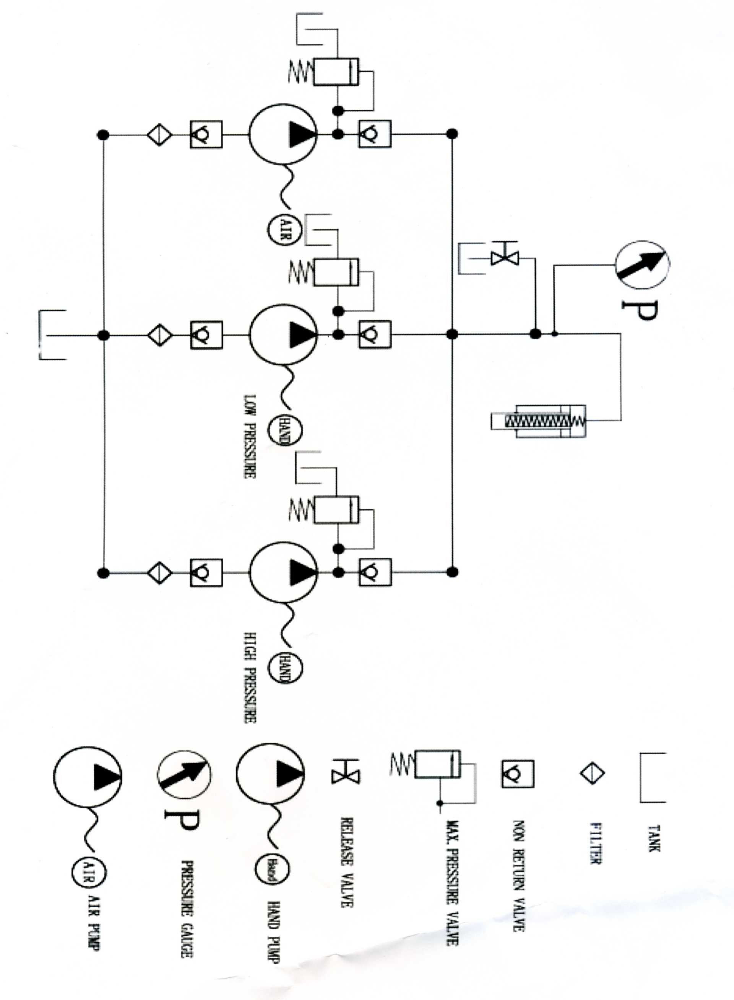 P
AIR
HAND
LOW PRESSURE
HAND
HIGH PRESSURE
TANK
FILTER
NON RETURN VALVE
MAX. PRESSURE VALVE
RELEASE VALVE
Hand
HAND PUMP
P
PRESSURE GAUGE
AIR
AIR PUMP